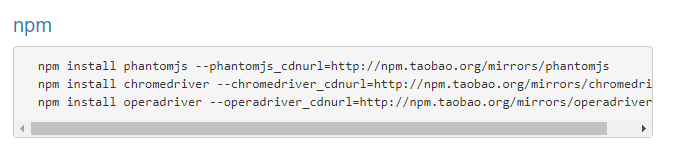 npm
npm install phantomjs --phantomjs_cdnurl=http://npm.taobao.org/mirrors/phantomjs
npm install chromedriver --chromedriver_cdnurl=http://npm.taobao.org/mirrors/chromedri
npm install operadriver --operadriver_cdnurl=http://npm.taobao.org/mirrors/operadriver